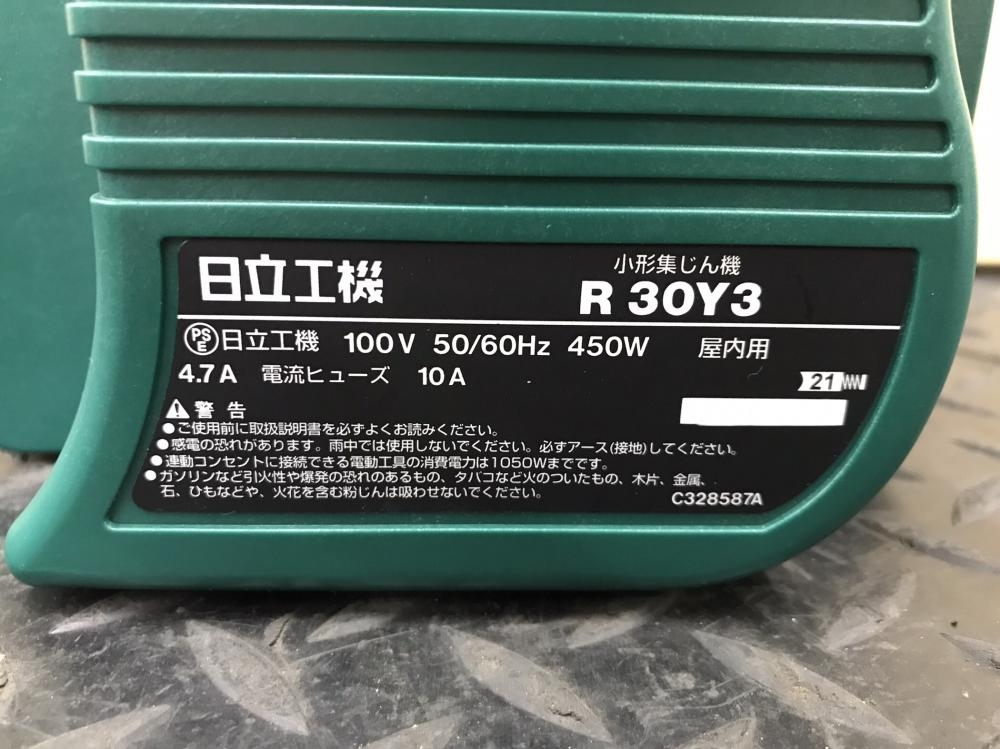 日立工機
小形集じん機
R 30Y3
PSE 日立工機 100V 50/60Hz 450W 屋内用
4.7A 電流ヒューズ 10A
21
警告
●ご使用前に取扱説明書を必ずよくお読みください。
●感電の恐れがあります。雨中では使用しないでください。必ずアース(接地)してください。
●連動コンセントに接続できる電動工具の消費電力は1050Wまでです。
●ガソリンなど引火性や爆発の恐れのあるもの、タバコなど火のついたもの、木片、金属、
石、ひもなどや、火花を含む粉じんは吸わせないでください。
C328587A